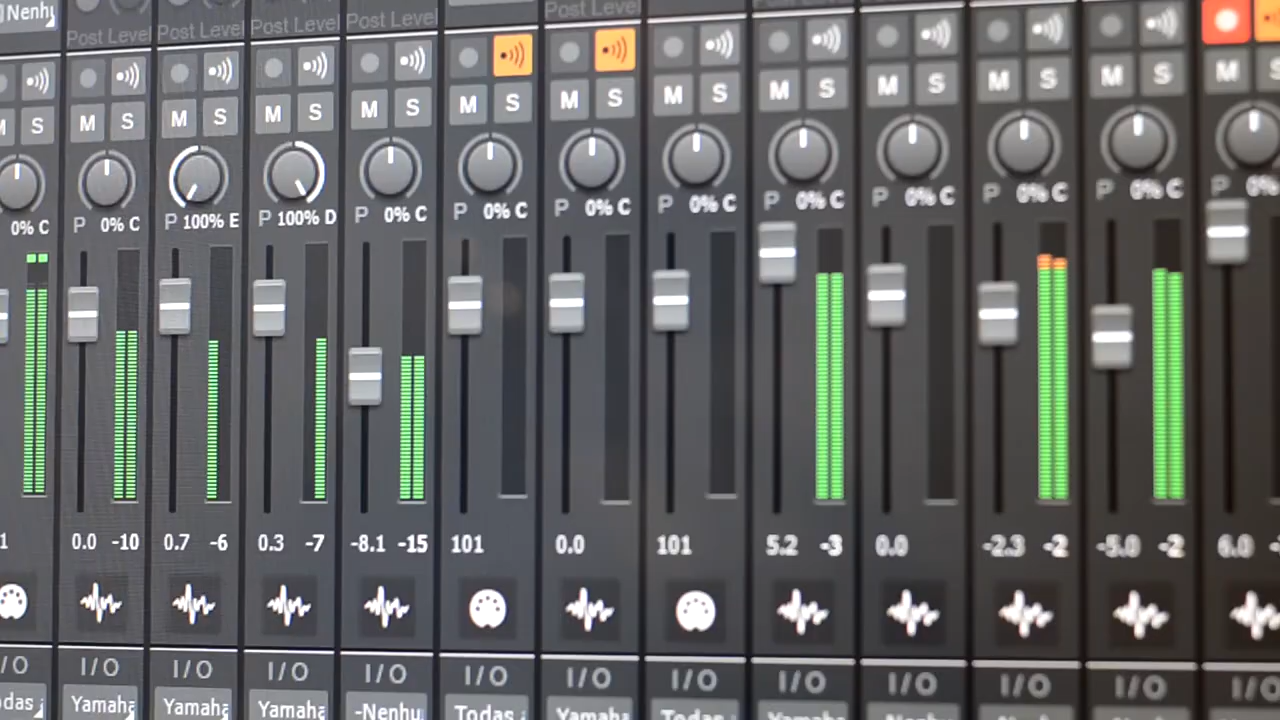 Nenhu
Post Level Post Level Post Level Post Level Post Level
S M S M S M S M S M S M S M S M S M S M S M S M
0% C P 0% C P 100% E P 100% D P 0% C P 0% C P 0% C P 0% C P 0% C P 0% C P 0% C P 0% C P 0%
1 0.0 -10 0.7 -6 0.3 -7 -8.1 -15 101 0.0 101 5.2 -3 0.0 -2.3 -2 -5.0 -2 6.0
I/O I/O I/O I/O I/O I/O I/O I/O I/O I/O I/O I/O
das Yamaha Yamaha Yamaha -Nenhu Todas Yamaha Todas Yamaha